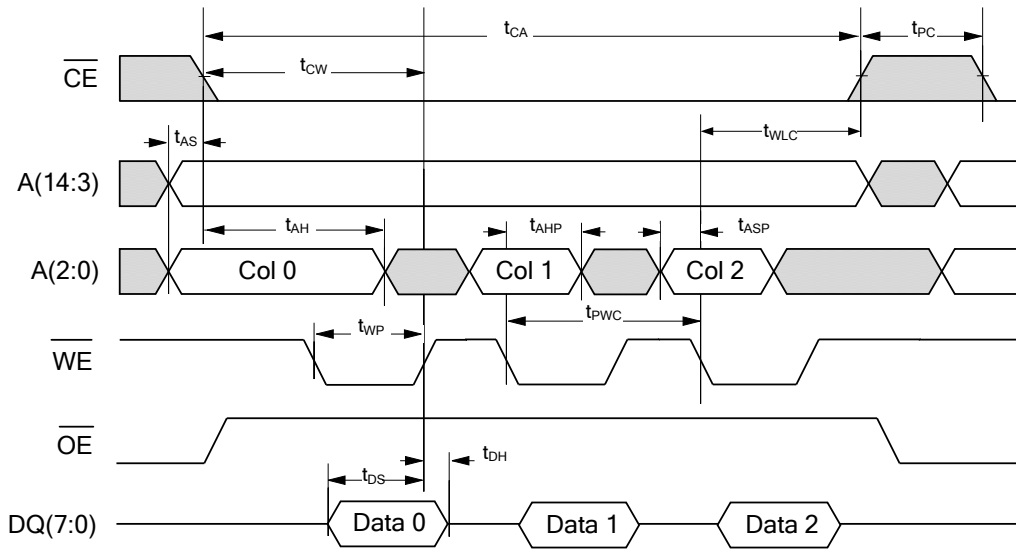 tCA
tPC
tCW
CE
tWLC
tAS
A(14:3)
tAH
tAHP
tASP
A(2:0)
Col 0
Col 1
Col 2
tPWC
tWP
WE
OE
tDH
tDS
DQ(7:0)
Data 0
Data 1
Data 2